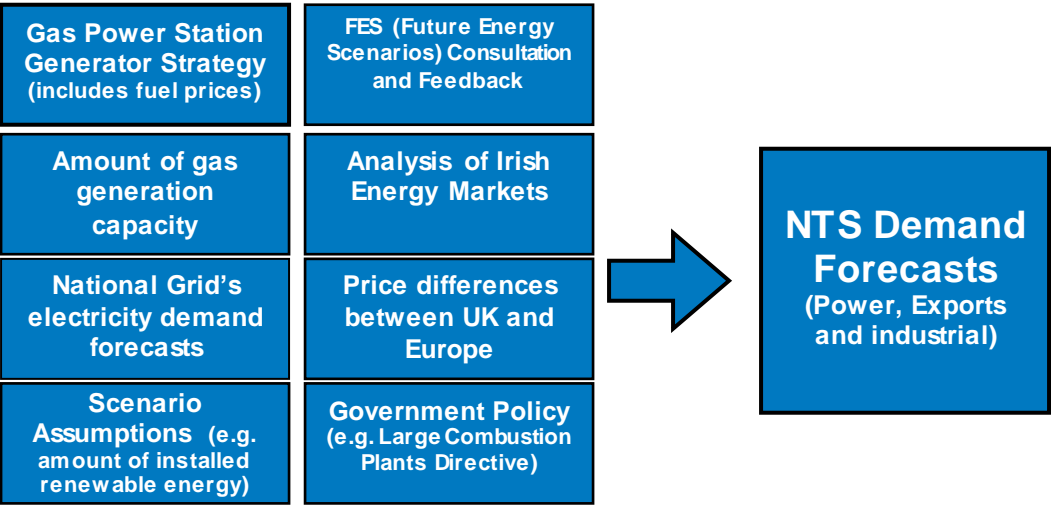 Gas Power Station
Generator Strategy
(includes fuel prices)
FES (Future Energy
Scenarios) Consultation
and Feedback
Amount of gas
generation
capacity
Analysis of Irish
Energy Markets
National Grid's
electricity demand
forecasts
Price differences
between UK and
Europe
Scenario
Assumptions (e.g.
amount of installed
renewable energy)
Government Policy
(e.g. Large Combustion
Plants Directive)
NTS Demand
Forecasts
(Power, Exports
and industrial)